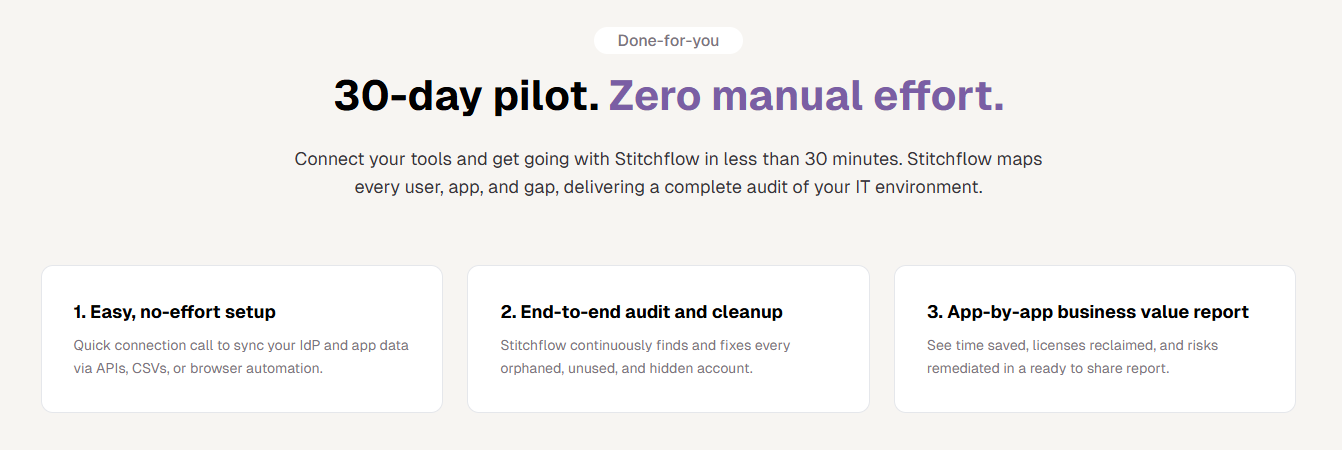 Done-for-you
30-day pilot. Zero manual effort.
Connect your tools and get going with Stitchflow in less than 30 minutes. Stitchflow maps
every user, app, and gap, delivering a complete audit of your IT environment.
1. Easy, no-effort setup
Quick connection call to sync your IdP and app data
via APIs, CSVs, or browser automation.
2. End-to-end audit and cleanup
Stitchflow continuously finds and fixes every
orphaned, unused, and hidden account.
3. App-by-app business value report
See time saved, licenses reclaimed, and risks
remediated in a ready to share report.